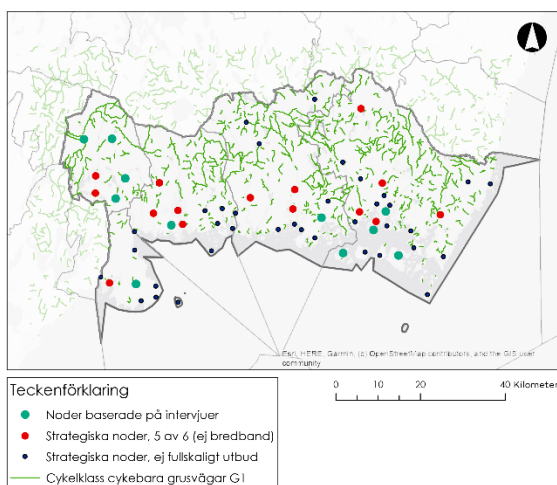 Esri, HERE, Garmin, (c) OpenStreetMap contributors, and the GIS user
community
Teckenförklaring
Noder baserade på intervjuer
Strategiska noder, 5 av 6 (ej bredband)
Strategiska noder, ej fullskaligt utbud
Cykelklass cykebara grusvägar G1
0 10 20 40 Kilometer